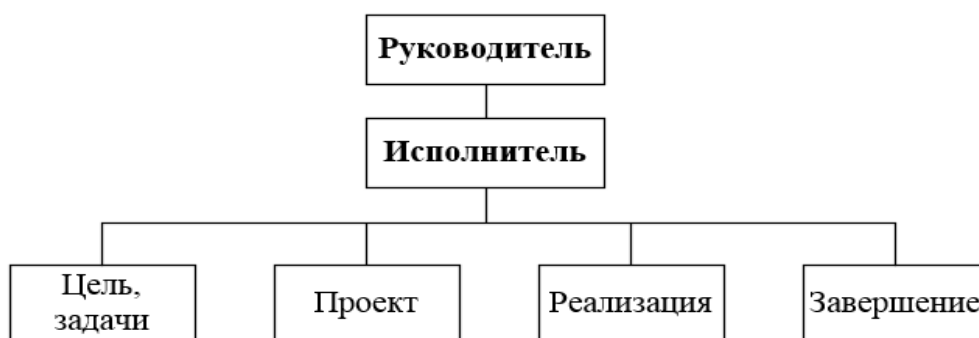 Руководитель
Исполнитель
Цель,
задачи
Проект
Реализация
Завершение